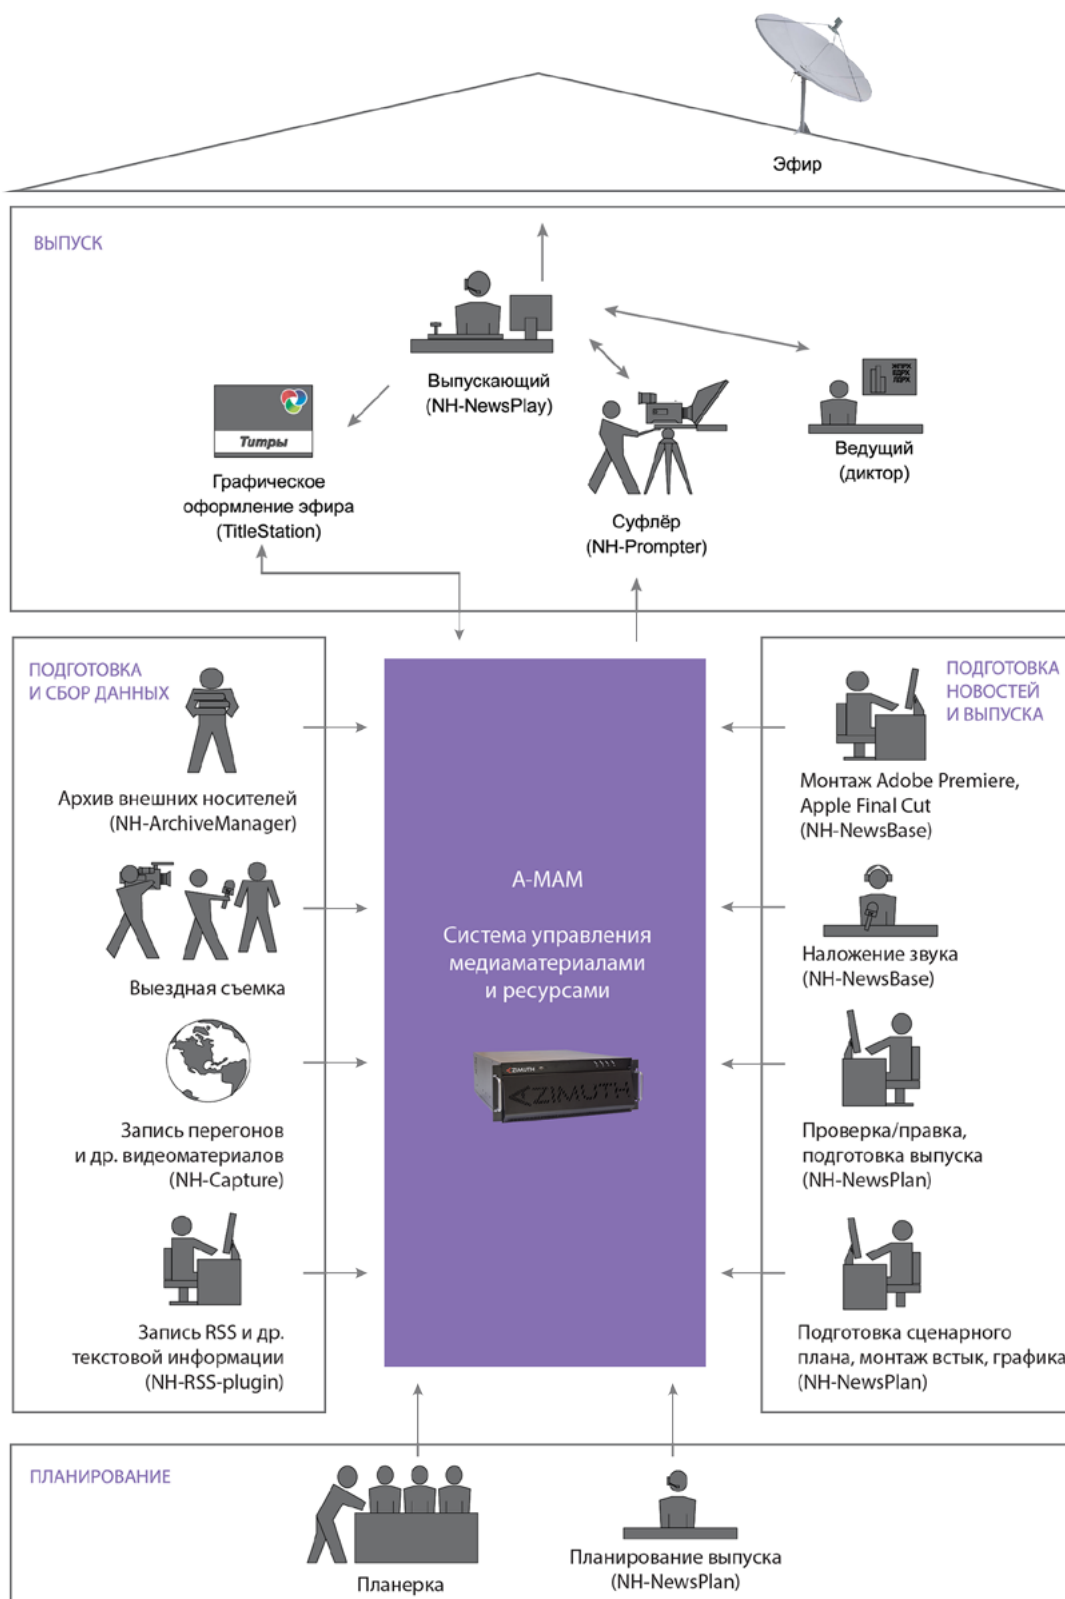 Эфир
ВЫПУСК
Выпускающий
(NH-NewsPlay)
Титры
Графическое
оформление эфира
(TitleStation)
Суфлёр
(NH-Prompter)
Ведущий
(диктор)
ПОДГОТОВКА
И СБОР ДАННЫХ
Архив внешних носителей
(NH-ArchiveManager)
Выездная съемка
Запись перегонов
и др. видеоматериалов
(NH-Capture)
Запись RSS и др.
текстовой информации
(NH-RSS-plugin)
A-MAM
Система управления
медиаматериалами
и ресурсами
AZIMUTH
AZIMUTH
ПОДГОТОВКА
НОВОСТЕЙ
И ВЫПУСКА
Монтаж Adobe Premiere,
Apple Final Cut
(NH-NewsBase)
Наложение звука
(NH-NewsBase)
Проверка/правка,
подготовка выпуска
(NH-NewsPlan)
Подготовка сценарного
плана, монтаж встык, графика
(NH-NewsPlan)
ПЛАНИРОВАНИЕ
Планерка
Планирование выпуска
(NH-NewsPlan)